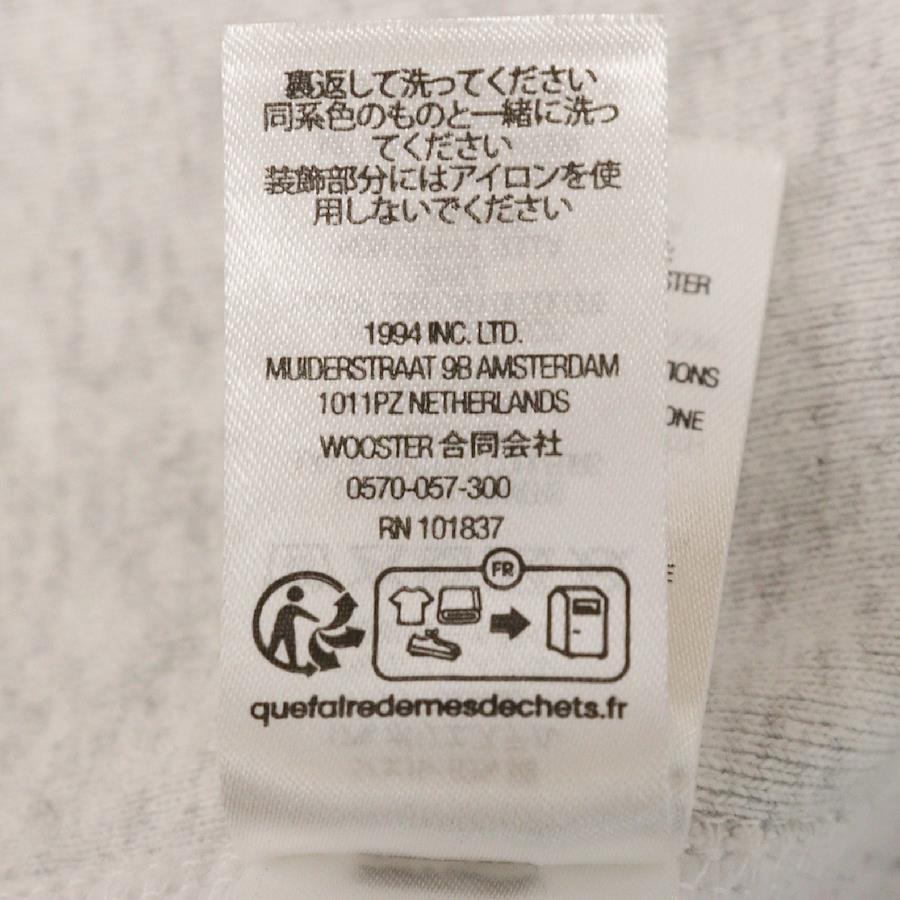 裏返して洗ってください
同系色のものと一緒に洗っ
てください
装飾部分にはアイロンを使
用しないでください
1994 INC. LTD.
MUIDERSTRAAT 9B AMSTERDAM
1011PZ NETHERLANDS
WOOSTER 合同会社
0570-057-300
RN 101837
FR
quefairedemesdechets.fr